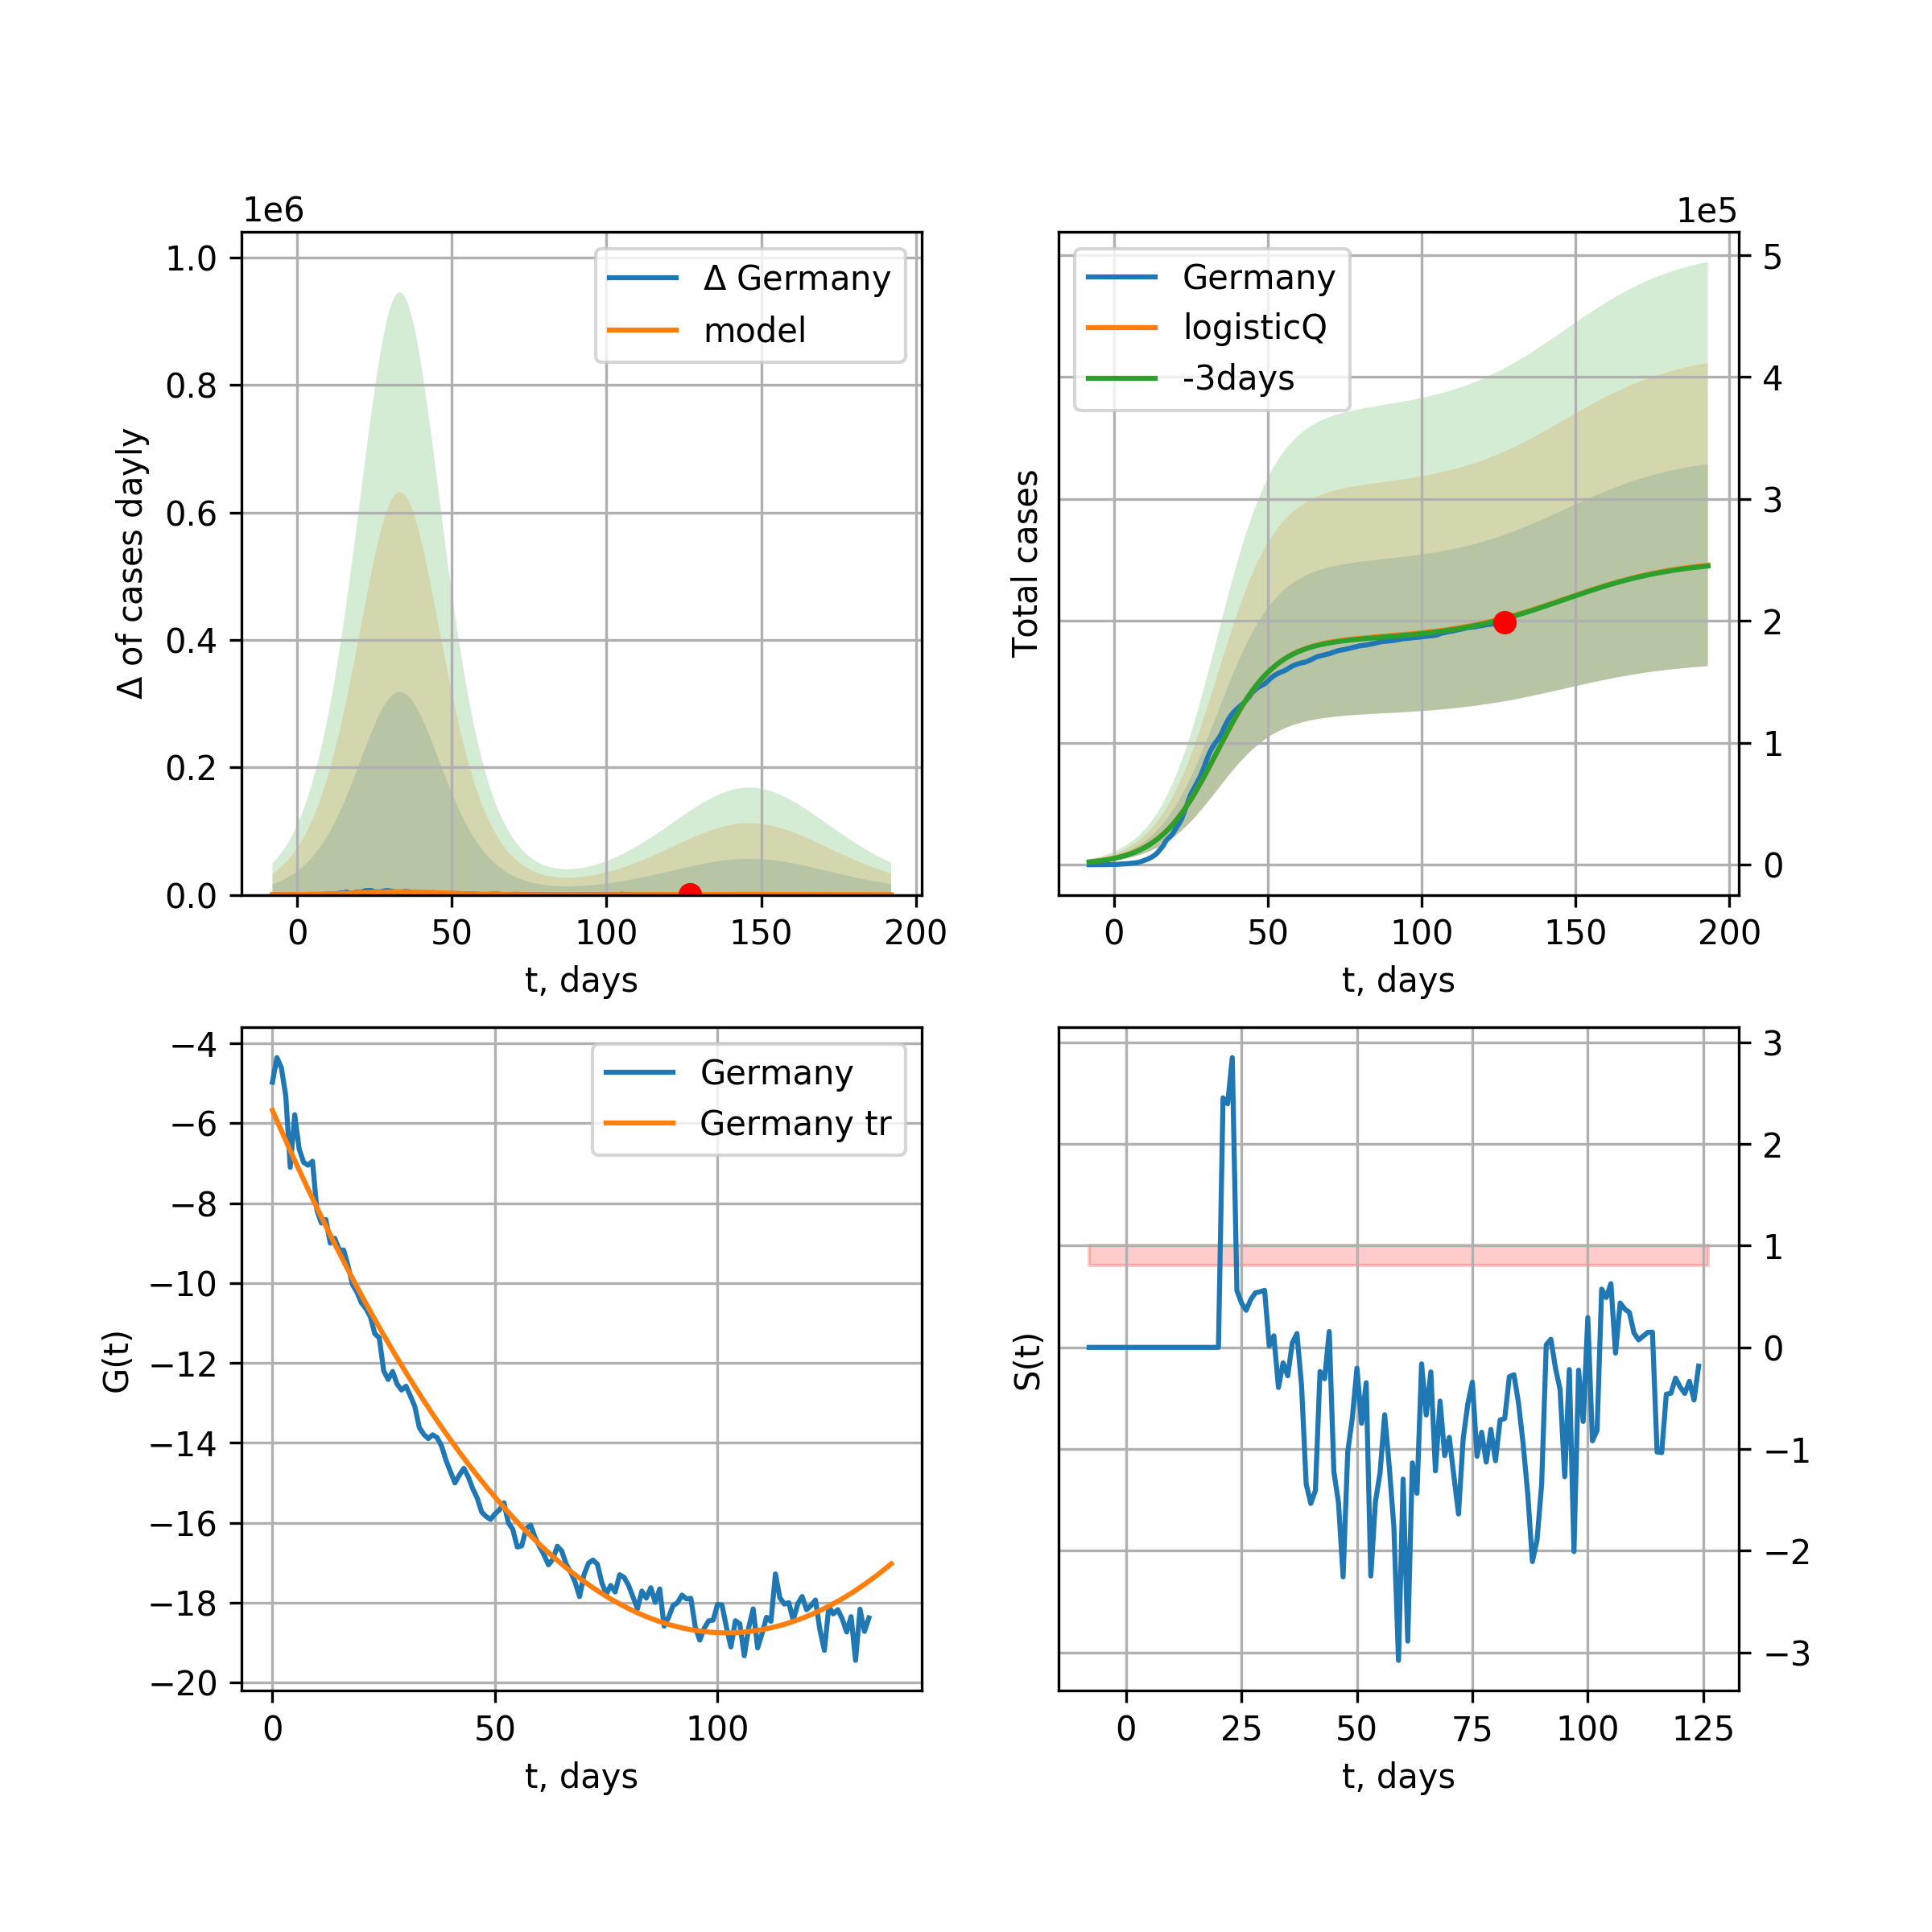 1e6
1.0
0.8
0.6
0.4
0.2
0.0
Δ of cases dayly
Δ Germany
model
0 50 100 150 200
t, days
1e5
5
4
3
2
1
0
Total cases
Germany
logisticQ
-3days
0 50 100 150 200
t, days
−4
−6
−8
−10
−12
−14
−16
−18
−20
G(t)
Germany
Germany tr
0 50 100
t, days
3
2
1
0
−1
−2
−3
S(t)
0 25 50 75 100 125
t, days